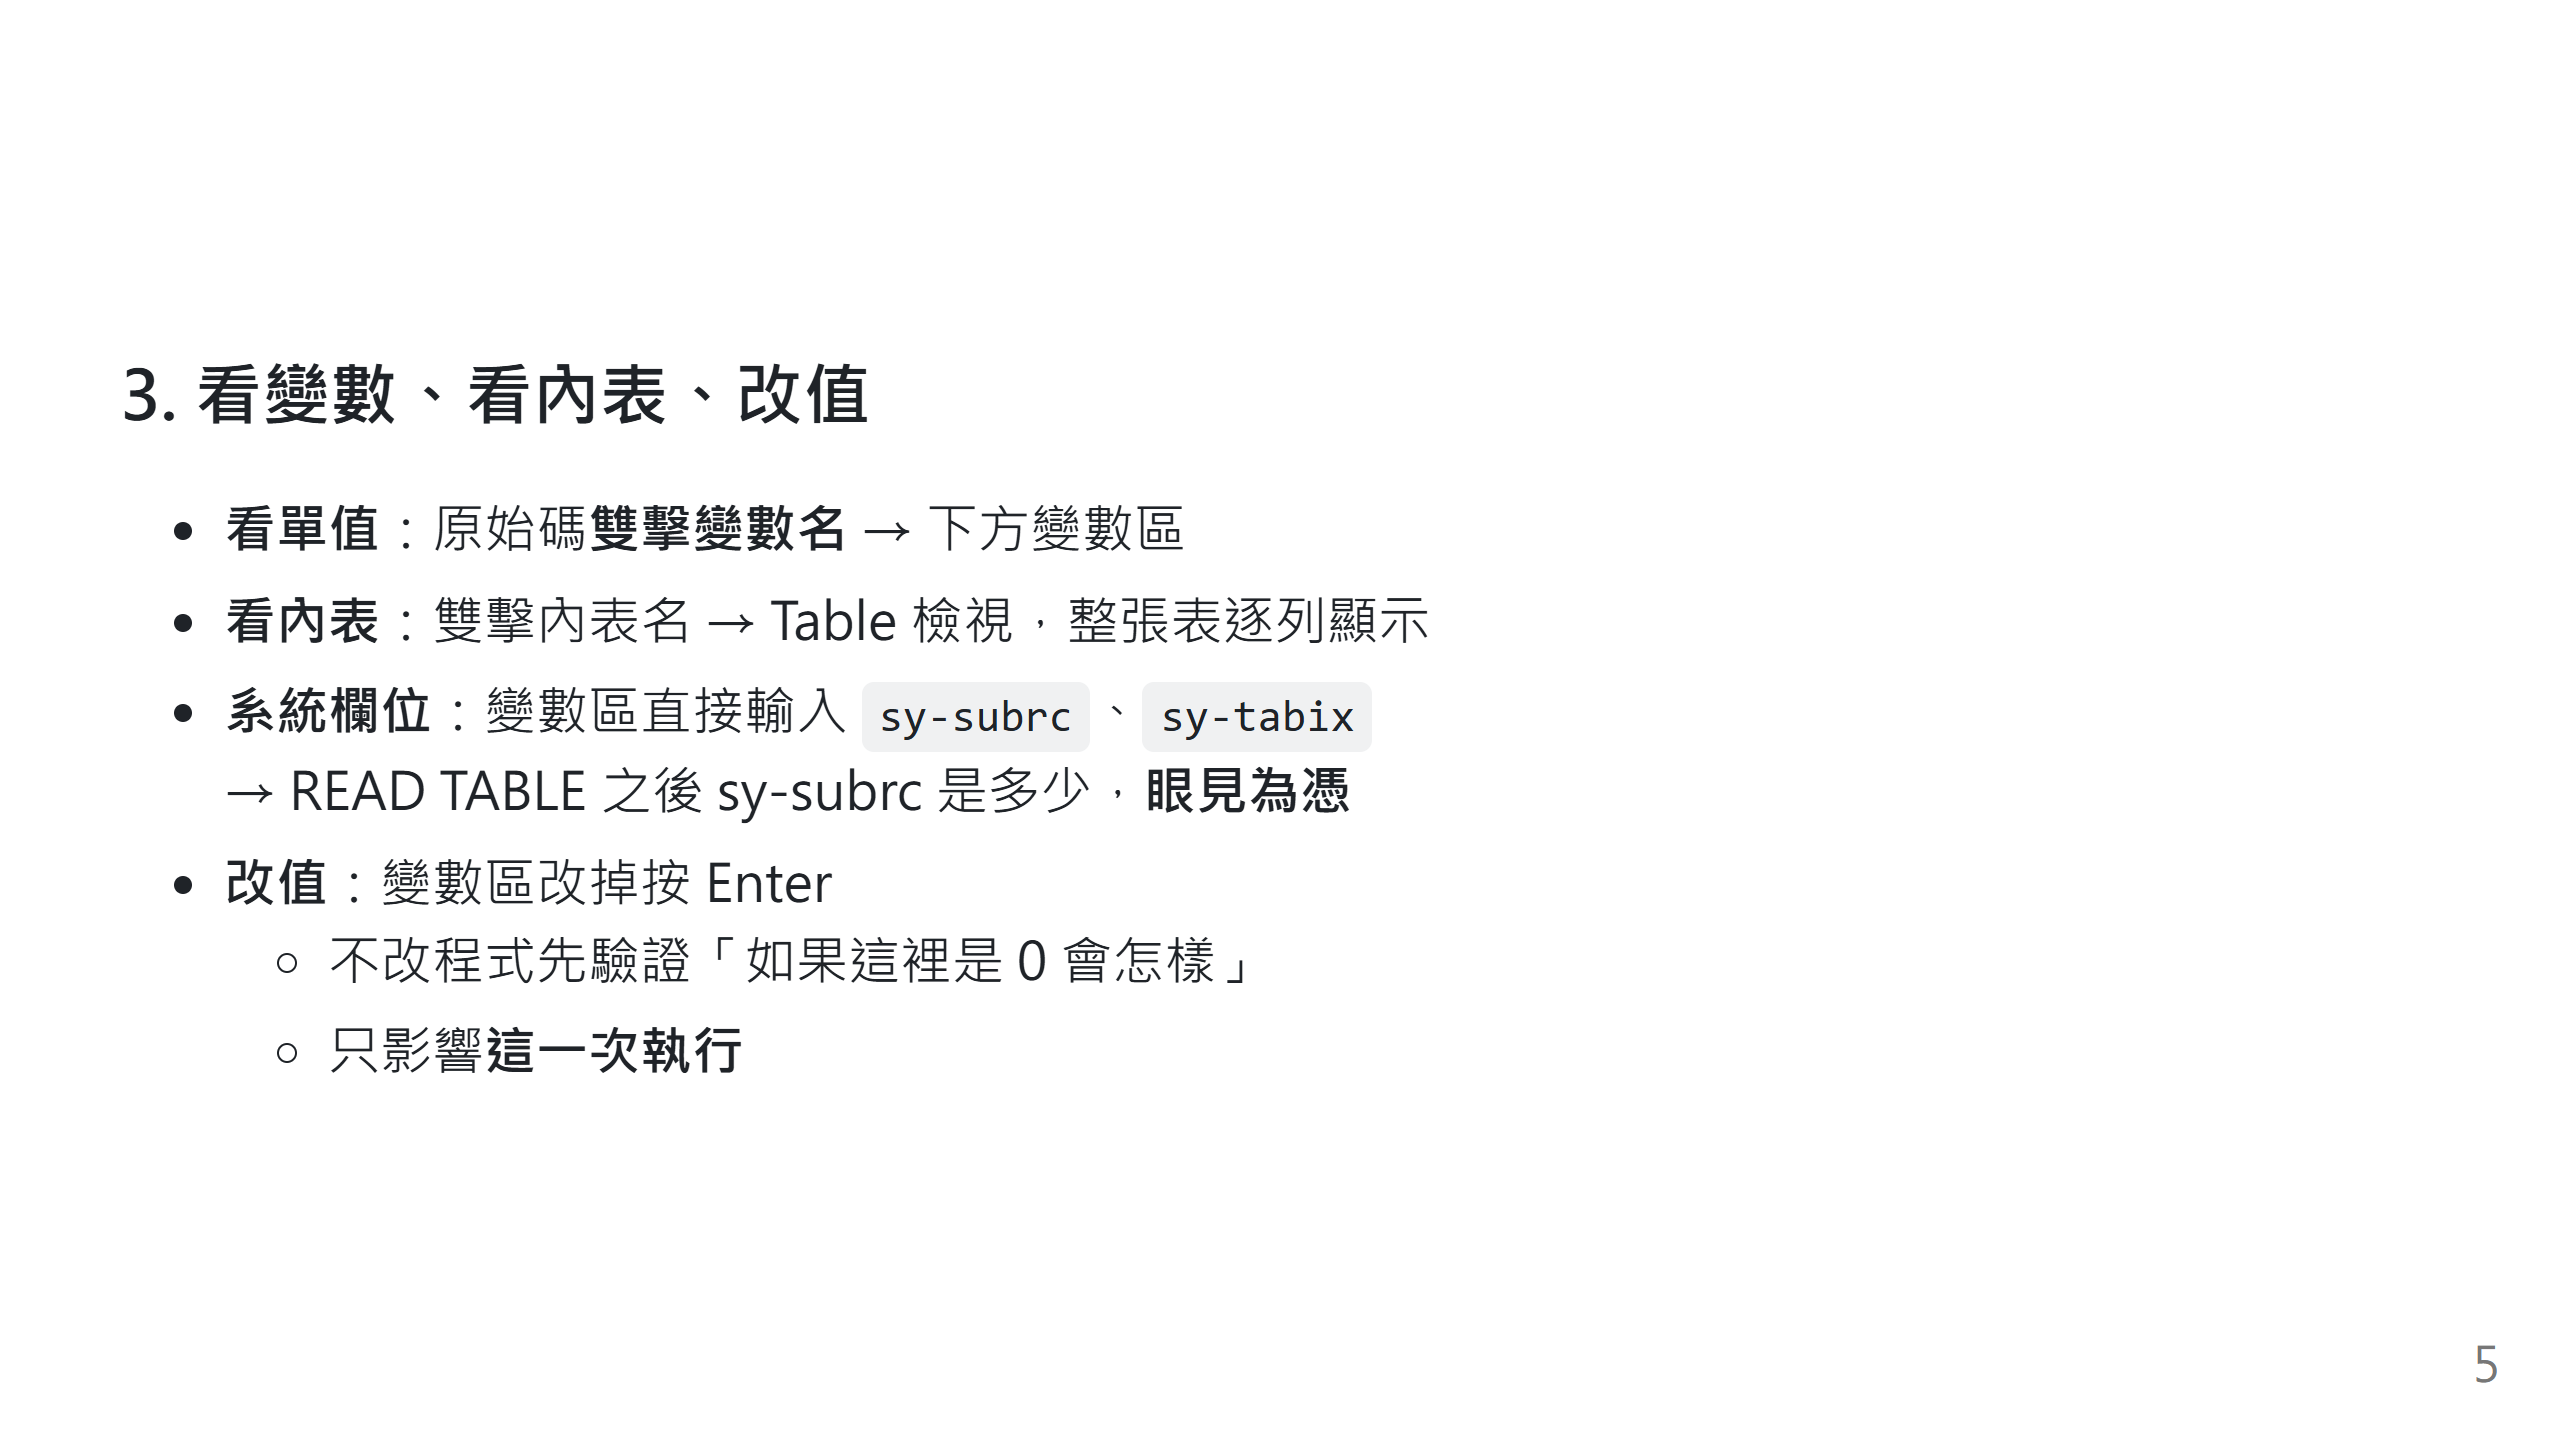 3. 看變數、看內表、改值
• 看單值：原始碼雙擊變數名 → 下方變數區
• 看內表：雙擊內表名 → Table 檢視，整張表逐列顯示
• 系統欄位：變數區直接輸入 sy-subrc、sy-tabix
→ READ TABLE 之後 sy-subrc 是多少，眼見為憑
• 改值：變數區改掉按 Enter
○ 不改程式先驗證「如果這裡是 0 會怎樣」
○ 只影響這一次執行
5